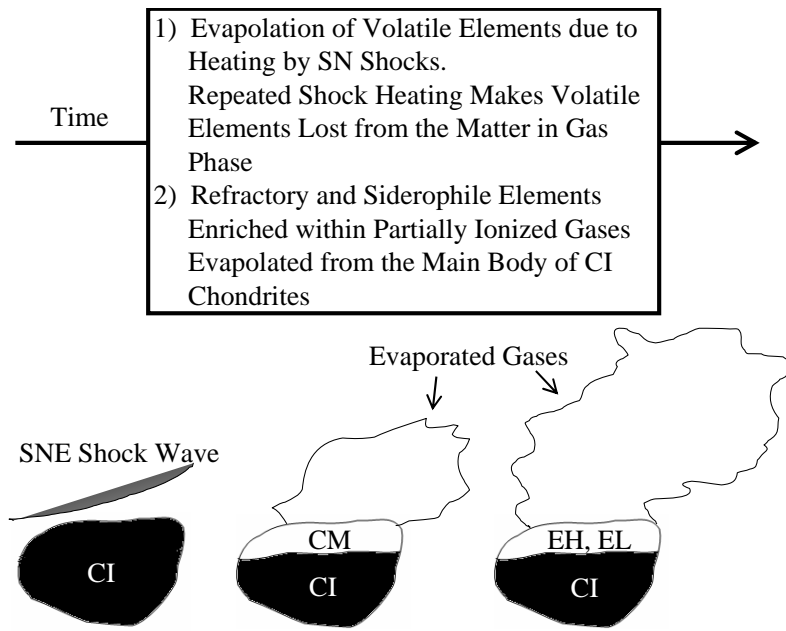 1) Evapolation of Volatile Elements due to
Heating by SN Shocks.
Repeated Shock Heating Makes Volatile
Elements Lost from the Matter in Gas
Phase
2) Refractory and Siderophile Elements
Enriched within Partially Ionized Gases
Evapolated from the Main Body of CI
Chondrites
Time
Evaporated Gases
SNE Shock Wave
CI
CM
CI
EH, EL
CI